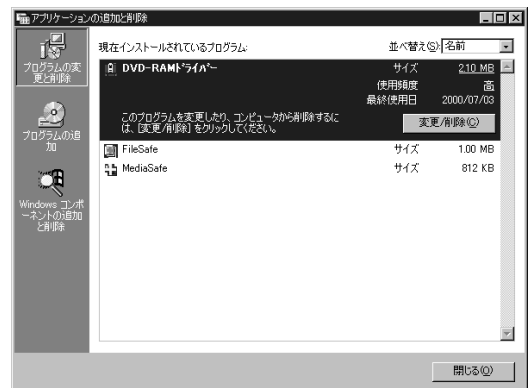 アプリケーションの追加と削除
プログラムの変更と削除
プログラムの追加
Windows コンポーネントの追加と削除
現在インストールされているプログラム:
並べ替え(S): 名前
DVD-RAMドライバー サイズ 2.10 MB
使用頻度 高
最終使用日 2000/07/03
このプログラムを変更したり、コンピュータから削除するに
は、[変更/削除] をクリックしてください。
変更/削除(C)
FileSafe サイズ 1.00 MB
MediaSafe サイズ 812 KB
閉じる(O)